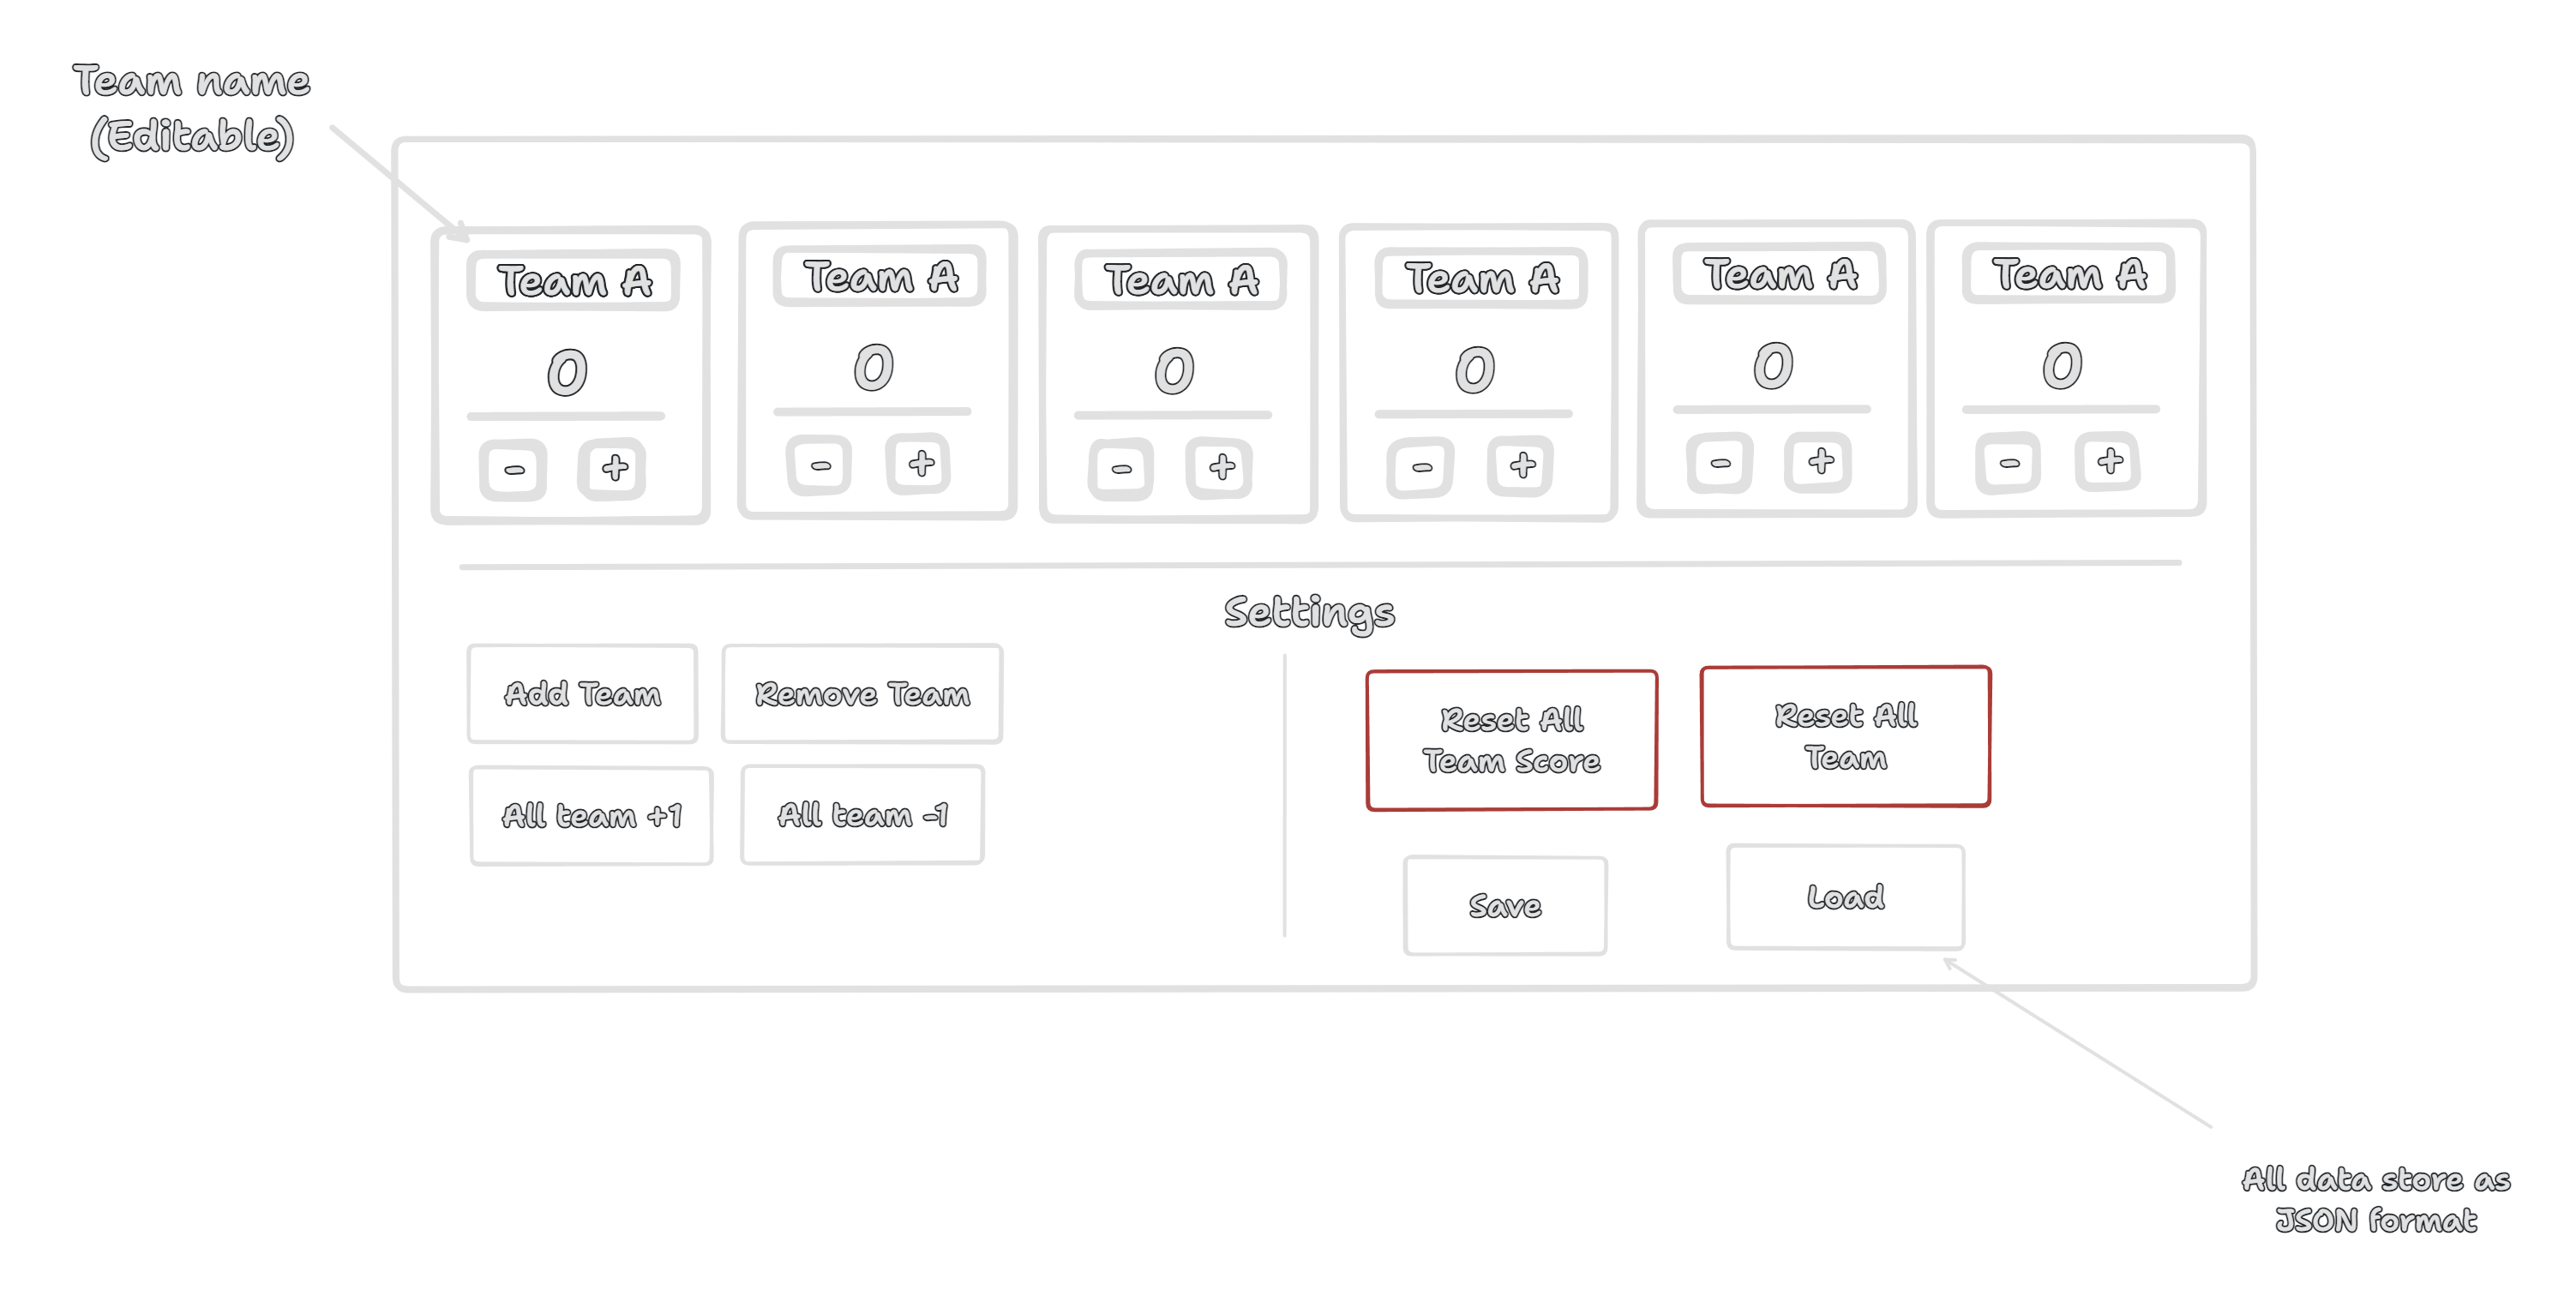 Team name
(Editable)
Team A
Team A
Team A
Team A
Team A
Team A
0
0
0
0
0
0
- +
- +
- +
- +
- +
- +
Settings
Add Team
Remove Team
All team +1
All team -1
Reset All
Team Score
Reset All
Team
Save
Load
All data store as
JSON format